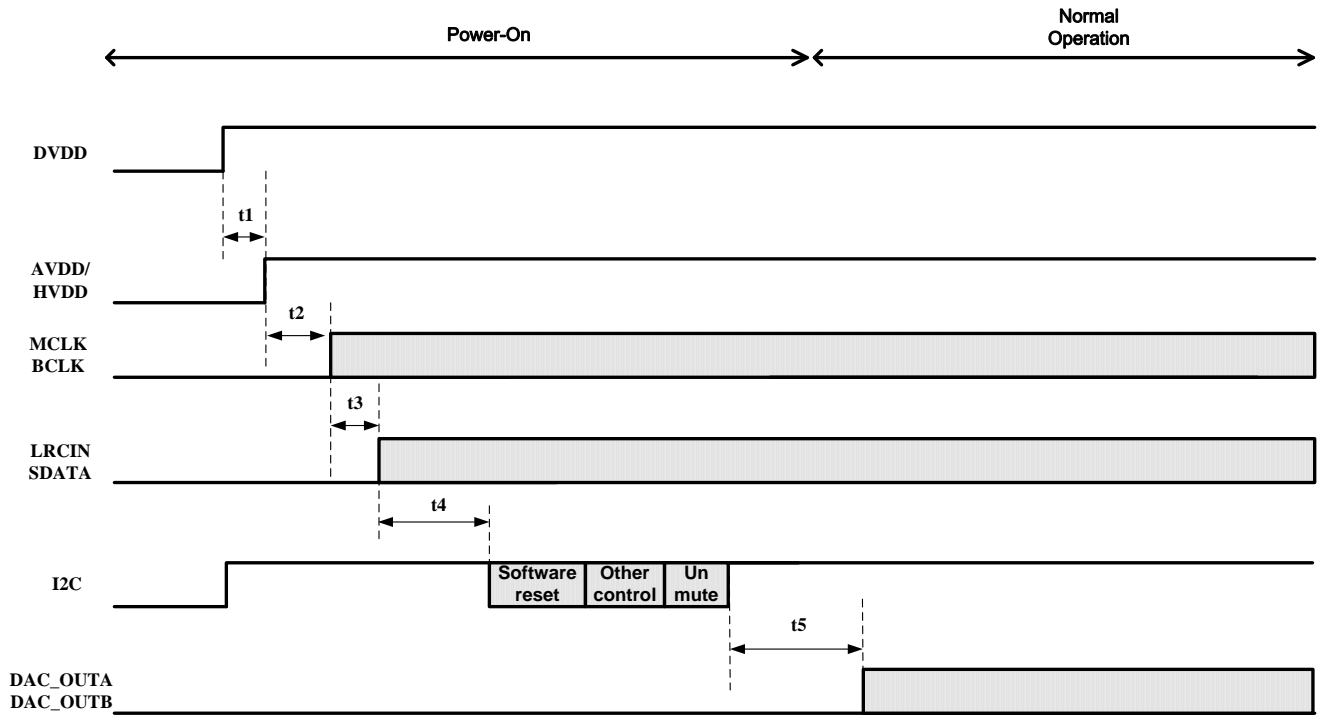 Power-On
Normal
Operation
DVDD
t1
AVDD/
HVDD
t2
MCLK
BCLK
t3
LRCIN
SDATA
t4
I2C
Software
reset
Other
control
Un
mute
t5
DAC_OUTA
DAC_OUTB